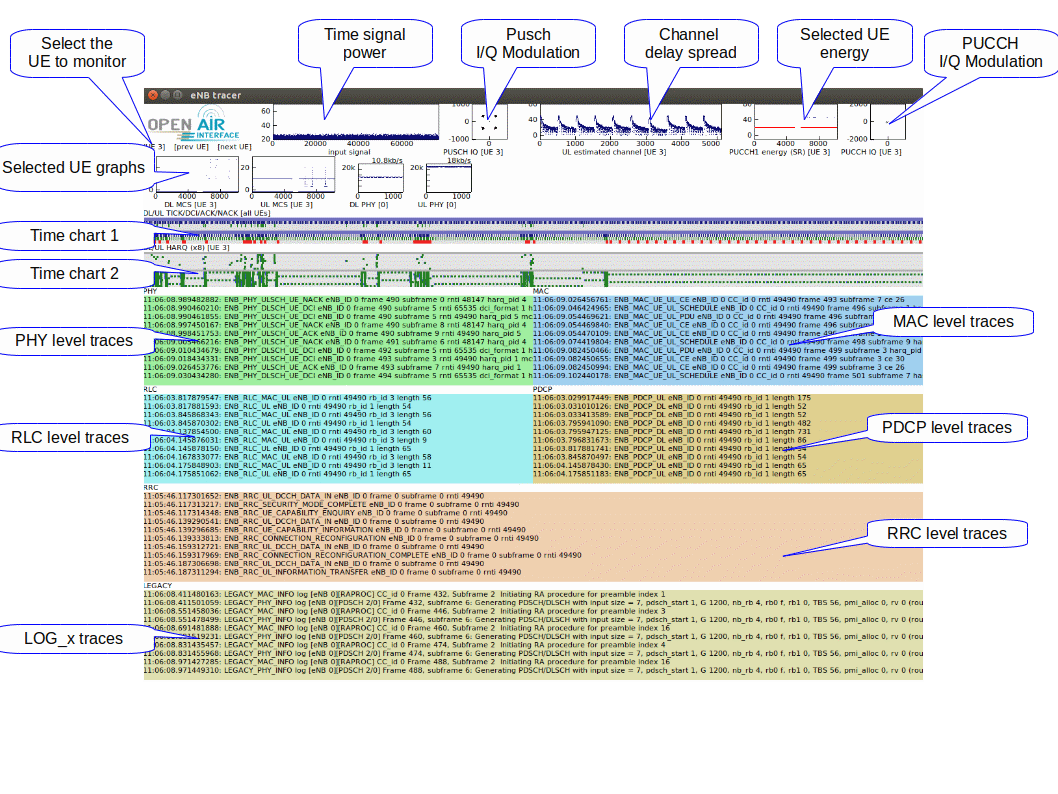 Select the
UE to monitor
Time signal
power
Pusch
I/Q Modulation
Channel
delay spread
Selected UE
energy
PUCCH
I/Q Modulation
eNB tracer
OPEN AIR
INTERFACE
60
40
20
0 20000 40000 60000
input signal
1000
-1000
PUSCH IQ [UE 3]
40
20
0
0 1000 2000 3000 4000 5000
UL estimated channel [UE 3]
40
0
4000 8000
PUCCH1 energy (SR) [UE 3]
1000
-2000
PUCCH IQ [UE 3]
UE 3] [prev UE] [next UE]
Selected UE graphs
20
0
0 4000 8000
DL MCS [UE 3]
20
0
0 4000 8000
UL MCS [UE 3]
10.8kb/s
20k
0 1000
DL PHY [0]
18kb/s
20k
0 1000
UL PHY [0]
DL/UL TICK/DCI/ACK/NACK [all UEs]
Time chart 1
/UL HARQ (x8) [UE 3]
Time chart 2
PHY
11:06:08.989482882: ENB_PHY_ULSCH_UE_NACK eNB_ID 0 frame 490 subframe 0 rnti 48147 harq_pid 4
11:06:08.990460210: ENB_PHY_ULSCH_UE_DCI eNB_ID 0 frame 490 subframe 5 rnti 65535 dci_format 1 h
11:06:08.990461855: ENB_PHY_ULSCH_UE_DCI eNB_ID 0 frame 490 subframe 5 rnti 49490 harq_pid 5 mc
11:06:08.997450167: ENB_PHY_ULSCH_UE_NACK eNB_ID 0 frame 490 subframe 8 rnti 48147 harq_pid 4
11:06:08.998451753: ENB_PHY_ULSCH_UE_ACK eNB_ID 0 frame 490 subframe 9 rnti 49490 harq_pid 5
466216: ENB_PHY_ULSCH_UE_NACK eNB_ID 0 frame 491 subframe 6 rnti 48147 harq_pid 4
11:06:09.010434679: ENB_PHY_ULSCH_UE_DCI eNB_ID 0 frame 492 subframe 5 rnti 65535 dci_format 1 h
11:06:09.018434331: ENB_PHY_ULSCH_UE_DCI eNB_ID 0 frame 493 subframe 3 rnti 49490 harq_pid 1 mc
11:06:09.026453776: ENB_PHY_ULSCH_UE_ACK eNB_ID 0 frame 493 subframe 7 rnti 49490 harq_pid 1
11:06:09.030434280: ENB_PHY_ULSCH_UE_DCI eNB_ID 0 frame 494 subframe 5 rnti 65535 dci_format 1 h
PHY level traces
MAC
11:06:09.026456761: ENB_MAC_UE_UL_CE eNB_ID 0 CC_id 0 rnti 49490 frame 493 subframe 7 ce 26
11:06:09.046424965: ENB_MAC_UE_UL_SCHEDULE eNB_ID 0 CC_id 0 rnti 49490 frame 496 subframe
11:06:09.054469621: ENB_MAC_UE_UL_PDU eNB_ID 0 CC_id 0 rnti 49490 frame 496 subfra
11:06:09.054469840: ENB_MAC_UE_UL_CE eNB_ID 0 CC_id 0 rnti 49490 frame 496
11:06:09.054470109: ENB_MAC_UE_UL_CE eNB_ID 0 CC_id 0 rnti 49490 frame 496
11:06:09.074419804: ENB_MAC_UE_UL_SCHEDULE eNB_ID 0 CC_id 0 rnti 49490 frame 498 subframe 9 ha
11:06:09.082450466: ENB_MAC_UE_UL_PDU eNB_ID 0 CC_id 0 rnti 49490 frame 499 subframe 3 harq_pid
11:06:09.082450655: ENB_MAC_UE_UL_CE eNB_ID 0 CC_id 0 rnti 49490 frame 499 subframe 3 ce 30
11:06:09.082450994: ENB_MAC_UE_UL_CE eNB_ID 0 CC_id 0 rnti 49490 frame 499 subframe 3 ce 26
11:06:09.102440178: ENB_MAC_UE_UL_SCHEDULE eNB_ID 0 CC_id 0 rnti 49490 frame 501 subframe 7 ha
MAC level traces
RLC
11:06:03.817879547: ENB_RLC_MAC_UL eNB_ID 0 rnti 49490 rb_id 3 length 56
11:06:03.817881593: ENB_RLC_UL eNB_ID 0 rnti 49490 rb_id 1 length 54
11:06:03.845868343: ENB_RLC_MAC_UL eNB_ID 0 rnti 49490 rb_id 3 length 56
11:06:03.845870302: ENB_RLC_UL eNB_ID 0 rnti 49490 rb_id 1 length 54
137854500: ENB_RLC_MAC_UL eNB_ID 0 rnti 49490 rb_id 3 length 60
11:06:04.145876031: ENB_RLC_MAC_UL eNB_ID 0 rnti 49490 rb_id 3 length 9
11:06:04.145878150: ENB_RLC_UL eNB_ID 0 rnti 49490 rb_id 1 length 65
11:06:04.167833077: ENB_RLC_MAC_UL eNB_ID 0 rnti 49490 rb_id 3 length 58
11:06:04.175848903: ENB_RLC_MAC_UL eNB_ID 0 rnti 49490 rb_id 3 length 11
11:06:04.175851062: ENB_RLC_UL eNB_ID 0 rnti 49490 rb_id 1 length 65
RLC level traces
PDCP
11:06:03.029917449: ENB_PDCP_UL eNB_ID 0 rnti 49490 rb_id 1 length 175
11:06:03.031010126: ENB_PDCP_UL eNB_ID 0 rnti 49490 rb_id 1 length 52
11:06:03.033413589: ENB_PDCP_UL eNB_ID 0 rnti 49490 rb_id 1 length 52
11:06:03.795941090: ENB_PDCP_UL eNB_ID 0 rnti 49490 rb_id 1 length 482
11:06:03.795947125: ENB_PDCP_UL eNB_ID 0 rnti 49490 rb_id 1 length 731
11:06:03.796831673: ENB_PDCP_UL eNB_ID 0 rnti 49490 rb_id 1 length 86
11:06:03.817881741: ENB_PDCP_UL eNB_ID 0 rnti 49490 rb_id 1 length 54
11:06:03.845870497: ENB_PDCP_UL eNB_ID 0 rnti 49490 rb_id 1 length 54
11:06:04.145878430: ENB_PDCP_UL eNB_ID 0 rnti 49490 rb_id 1 length 65
11:06:04.175851183: ENB_PDCP_UL eNB_ID 0 rnti 49490 rb_id 1 length 65
PDCP level traces
RRC
11:05:46.117301652: ENB_RRC_UL_DCCH_DATA_IN eNB_ID 0 frame 0 subframe 0 rnti 49490
11:05:46.117313217: ENB_RRC_SECURITY_MODE_COMPLETE eNB_ID 0 frame 0 subframe 0 rnti 49490
11:05:46.117314348: ENB_RRC_UE_CAPABILITY_ENQUIRY eNB_ID 0 frame 0 subframe 0 rnti 49490
11:05:46.139290541: ENB_RRC_UL_DCCH_DATA_IN eNB_ID 0 frame 0 subframe 0 rnti 49490
11:05:46.139296685: ENB_RRC_UE_CAPABILITY_INFORMATION eNB_ID 0 frame 0 subframe 0 rnti 49490
11:05:46.139333813: ENB_RRC_CONNECTION_RECONFIGURATION eNB_ID 0 frame 0 subframe 0 rnti 49490
11:05:46.159312721: ENB_RRC_UL_DCCH_DATA_IN eNB_ID 0 frame 0 subframe 0 rnti 49490
11:05:46.159317969: ENB_RRC_CONNECTION_RECONFIGURATION_COMPLETE eNB_ID 0 frame 0 subframe 0 rnti 49490
11:05:46.187306698: ENB_RRC_UL_DCCH_DATA_IN eNB_ID 0 frame 0 subframe 0 rnti 49490
11:05:46.187311294: ENB_RRC_UL_INFORMATION_TRANSFER eNB_ID 0 frame 0 subframe 0 rnti 49490
RRC level traces
LEGACY
11:06:08.411480163: LEGACY_MAC_INFO log [eNB 0][RAPROC] CC_id 0 Frame 432, Subframe 2 Initiating RA procedure for preamble index 1
11:06:08.411501059: LEGACY_PHY_INFO log [eNB 0][PDSCH 2/0] Frame 432, subframe 6: Generating PDSCH/DLSCH with input size = 7, pdsch_start 1, G 1200, nb_rb 4, rb0 f, rb1 0, TBS 56, pmi_alloc 0, rv 0 (rou
11:06:08.551458036: LEGACY_MAC_INFO log [eNB 0][RAPROC] CC_id 0 Frame 446, Subframe 2 Initiating RA procedure for preamble index 3
11:06:08.551478499: LEGACY_PHY_INFO log [eNB 0][PDSCH 2/0] Frame 446, subframe 6: Generating PDSCH/DLSCH with input size = 7, pdsch_start 1, G 1200, nb_rb 4, rb0 f, rb1 0, TBS 56, pmi_alloc 0, rv 0 (rou
11:06:08.691481888: LEGACY_MAC_INFO log [eNB 0][RAPROC] CC_id 0 Frame 460, Subframe 2 Initiating RA procedure for preamble index 16
519231: LEGACY_PHY_INFO log [eNB 0][PDSCH 2/0] Frame 460, subframe 6: Generating PDSCH/DLSCH with input size = 7, pdsch_start 1, G 1200, nb_rb 4, rb0 f, rb1 0, TBS 56, pmi_alloc 0, rv 0 (rou
06:08.831435457: LEGACY_MAC_INFO log [eNB 0][RAPROC] CC_id 0 Frame 474, Subframe 2 Initiating RA procedure for preamble index 4
11:06:08.831455968: LEGACY_PHY_INFO log [eNB 0][PDSCH 2/0] Frame 474, subframe 6: Generating PDSCH/DLSCH with input size = 7, pdsch_start 1, G 1200, nb_rb 4, rb0 f, rb1 0, TBS 56, pmi_alloc 0, rv 0 (rou
11:06:08.971427285: LEGACY_MAC_INFO log [eNB 0][RAPROC] CC_id 0 Frame 488, Subframe 2 Initiating RA procedure for preamble index 16
11:06:08.971449310: LEGACY_PHY_INFO log [eNB 0][PDSCH 2/0] Frame 488, subframe 6: Generating PDSCH/DLSCH with input size = 7, pdsch_start 1, G 1200, nb_rb 4, rb0 f, rb1 0, TBS 56, pmi_alloc 0, rv 0 (rou
LOG_x traces